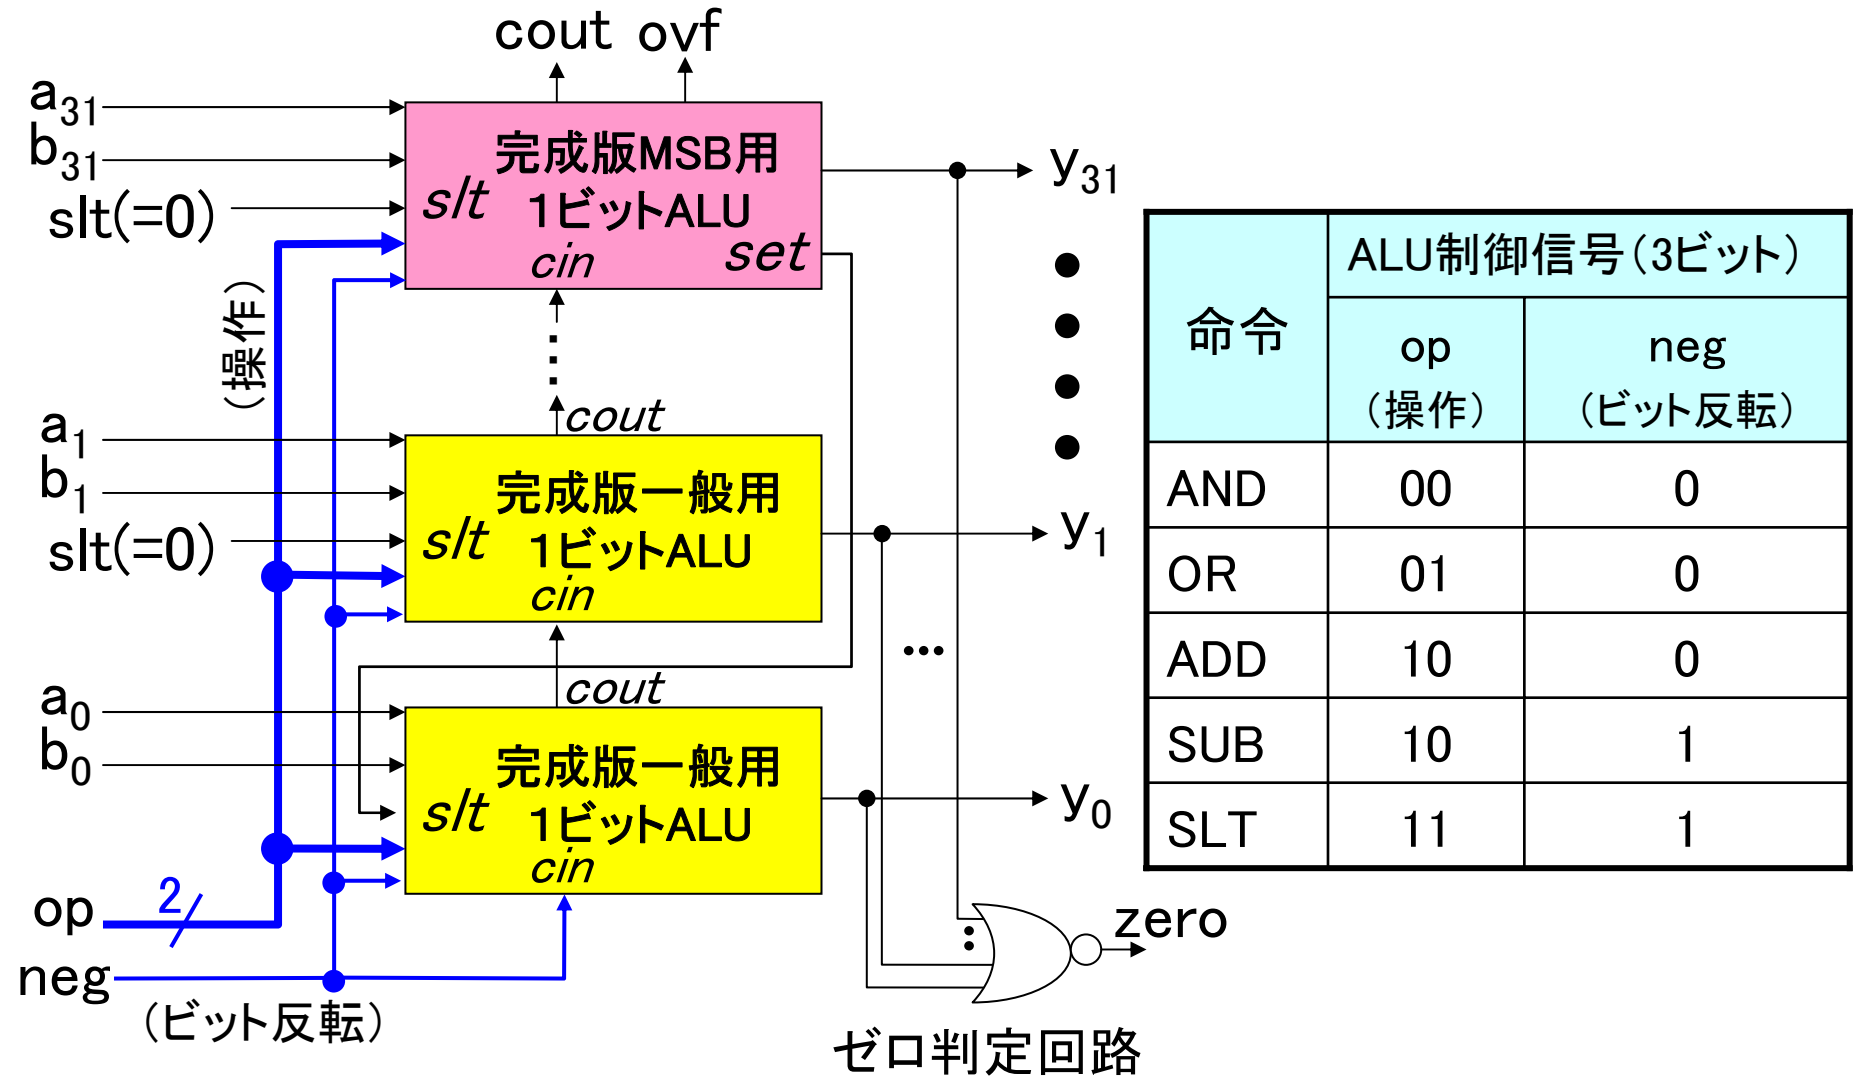 cout ovf
a31
b31
slt(=0)
完成版MSB用
1ビットALU
slt
cin
set
y31
(操作)
cout
a1
b1
slt(=0)
完成版一般用
1ビットALU
slt
cin
y1
...
cout
a0
b0
完成版一般用
1ビットALU
slt
cin
y0
op
2
neg
(ビット反転)
zero
ゼロ判定回路
命令
ALU制御信号(3ビット)
op
(操作)
neg
(ビット反転)
AND 00 0
OR 01 0
ADD 10 0
SUB 10 1
SLT 11 1